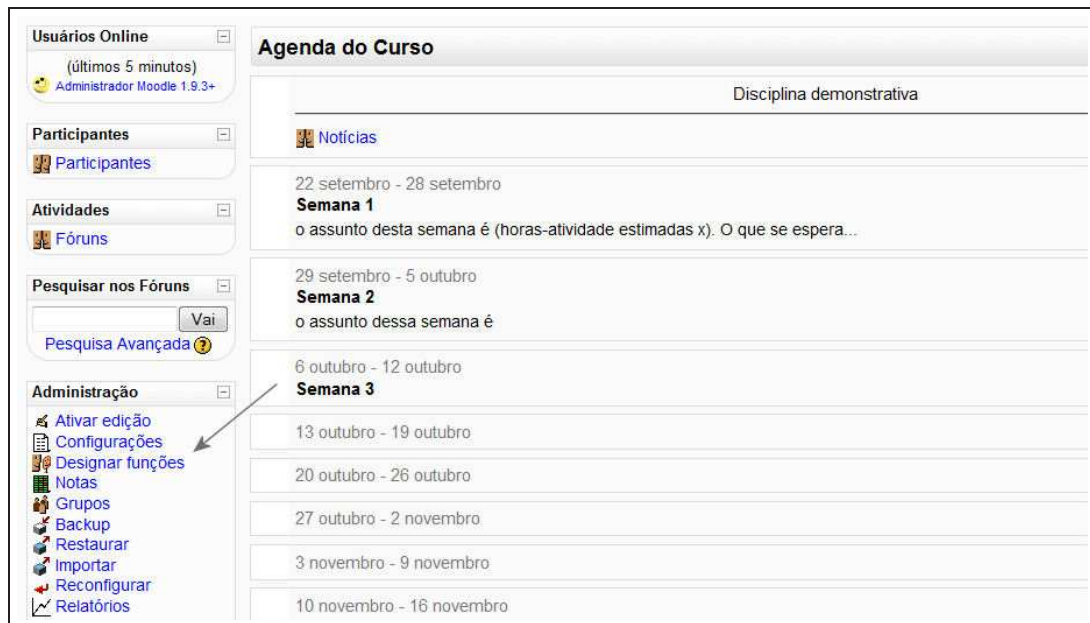 Usuários Online
(últimos 5 minutos)
Administrador Moodle 1.9.3+
Participantes
Participantes
Atividades
Fóruns
Pesquisar nos Fóruns
Vai
Pesquisa Avançada
Administração
Ativar edição
Configurações
Designar funções
Notas
Grupos
Backup
Restaurar
Importar
Reconfigurar
Relatórios
Agenda do Curso
Disciplina demonstrativa
Notícias
22 setembro - 28 setembro
Semana 1
o assunto desta semana é (horas-atividade estimadas x). O que se espera...
29 setembro - 5 outubro
Semana 2
o assunto dessa semana é
6 outubro - 12 outubro
Semana 3
13 outubro - 19 outubro
20 outubro - 26 outubro
27 outubro - 2 novembro
3 novembro - 9 novembro
10 novembro - 16 novembro